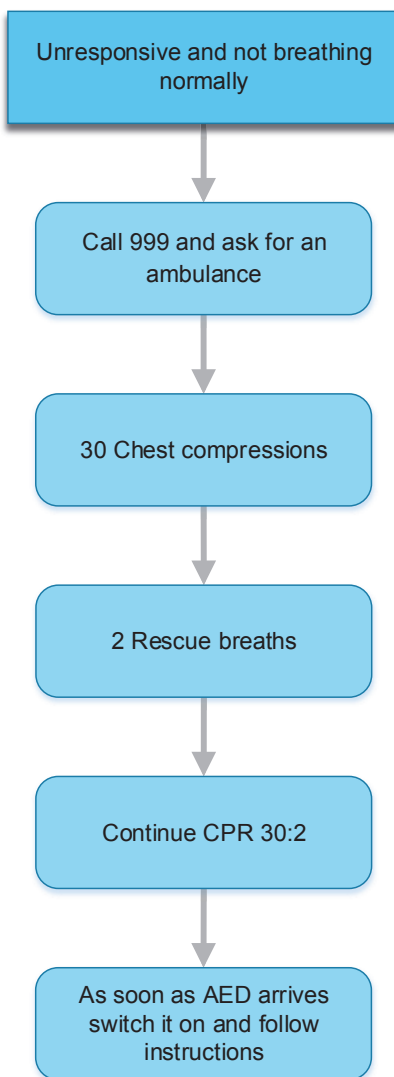 Unresponsive and not breathing
normally
Call 999 and ask for an
ambulance
30 Chest compressions
2 Rescue breaths
Continue CPR 30:2
As soon as AED arrives
switch it on and follow
instructions